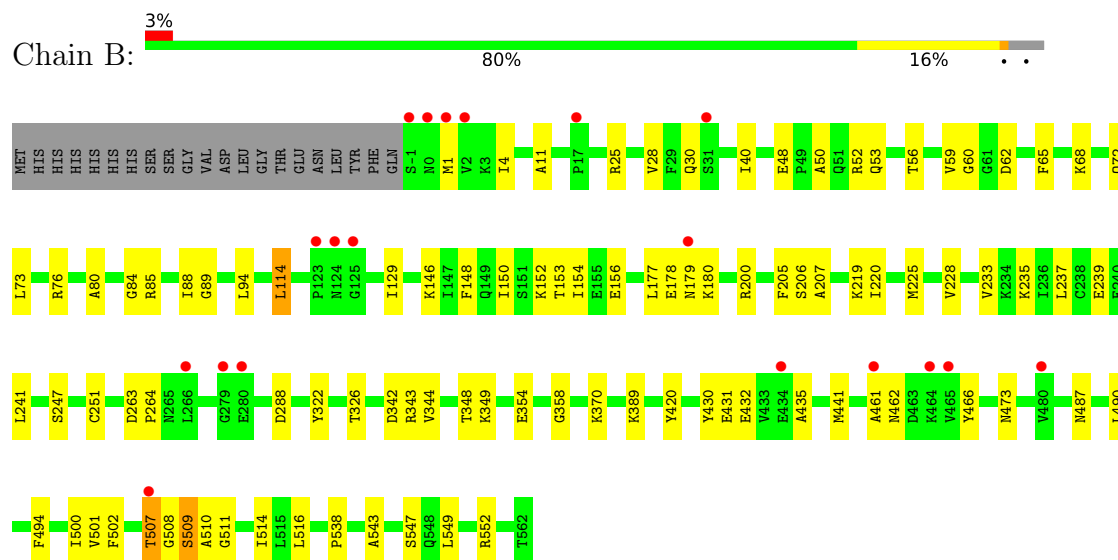 3%
Chain B:
80% 16% • •
MET HIS HIS HIS HIS HIS HIS SER SER GLY VAL ASP LEU GLY THR GLU ASN LEU TYR PHE GLN S-1 N0 M1 V2 K3 I4 A11 P17 R25 V28 F29 Q30 S31 I40 E48 P49 A50 Q51 R52 Q53 T56 V59 G60 G61 D62 F65 K68
L73 R76 A80 G84 R85 I88 G89 L94 L114 P123 N124 G125 I129 K146 I147 F148 Q149 I150 S151 K152 T153 I154 E155 E156 L177 E178 N179 K180 R200 F205 S206 A207 K219 I220 M225 V228 V233 K234 K235 I236 L237 C238 E239
L241 S247 C251 D263 P264 N265 L266 G279 E280 D288 Y322 T326 D342 R343 V344 T348 K349 E354 G358 K370 K389 Y420 Y430 E431 E432 V433 E434 A435 M441 A461 N462 D463 K464 V465 Y466 N473 V480 N487
F494 I500 V501 F502 T507 G508 S509 A510 G511 I514 L515 L516 P538 A543 S547 Q548 L549 R552 T562